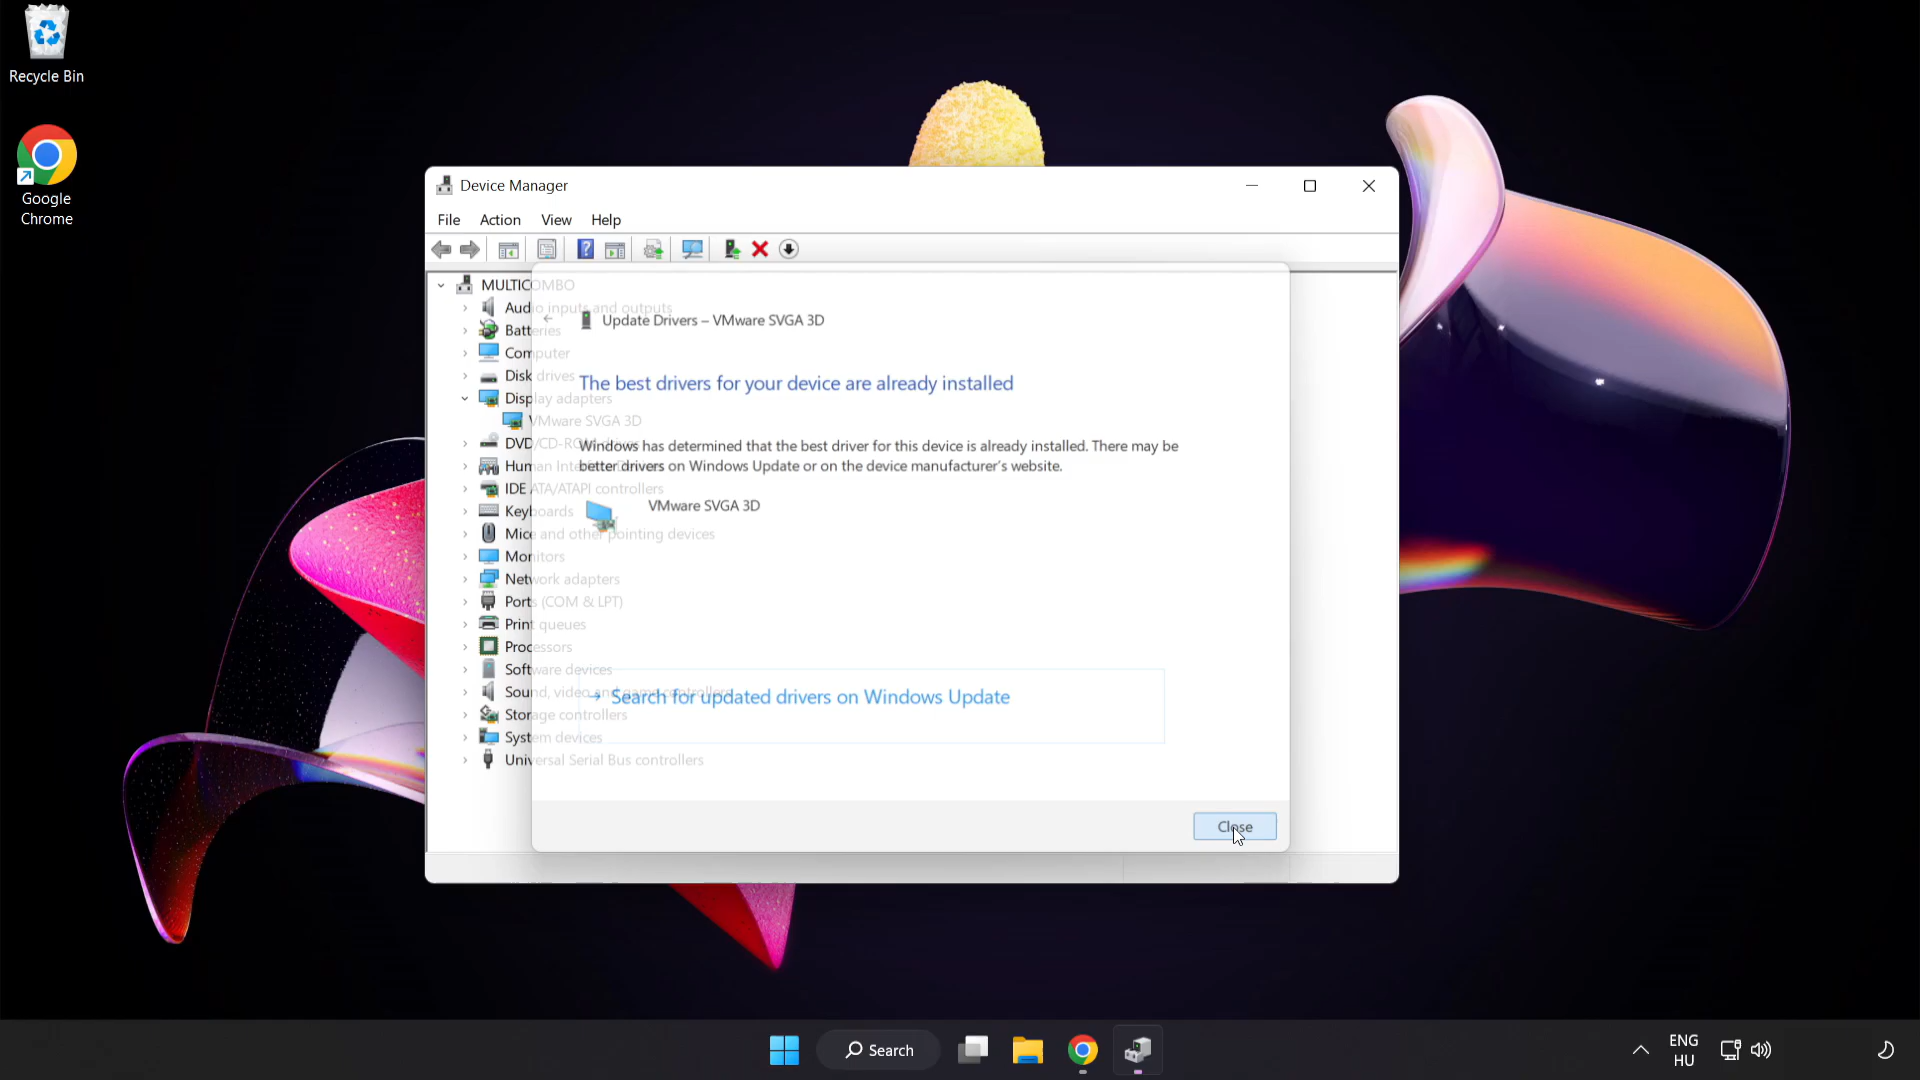 Recycle Bin
Google
Chrome
Device Manager
File Action View Help
MULTICOMBO
Audio inputs and outputs
Batteries
Computer
Disk drives
Display adapters
VMware SVGA 3D
DVD/CD-ROM drives
Human Interface Devices
IDE ATA/ATAPI controllers
Keyboards
Mice and other pointing devices
Monitors
Network adapters
Ports (COM & LPT)
Print queues
Processors
Software devices
Sound, video and game controllers
Storage controllers
System devices
Universal Serial Bus controllers
Update Drivers – VMware SVGA 3D
The best drivers for your device are already installed
Windows has determined that the best driver for this device is already installed. There may be
better drivers on Windows Update or on the device manufacturer's website.
VMware SVGA 3D
→ Search for updated drivers on Windows Update
Close
Search
ENG
HU